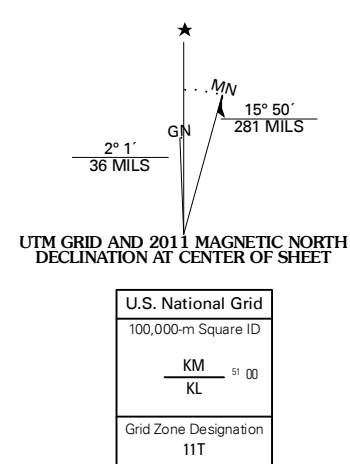 MN
GN
15° 50´
281 MILS
2° 1´
36 MILS
UTM GRID AND 2011 MAGNETIC NORTH
DECLINATION AT CENTER OF SHEET
U.S. National Grid
100,000-m Square ID
KM
51 00
KL
Grid Zone Designation
11T